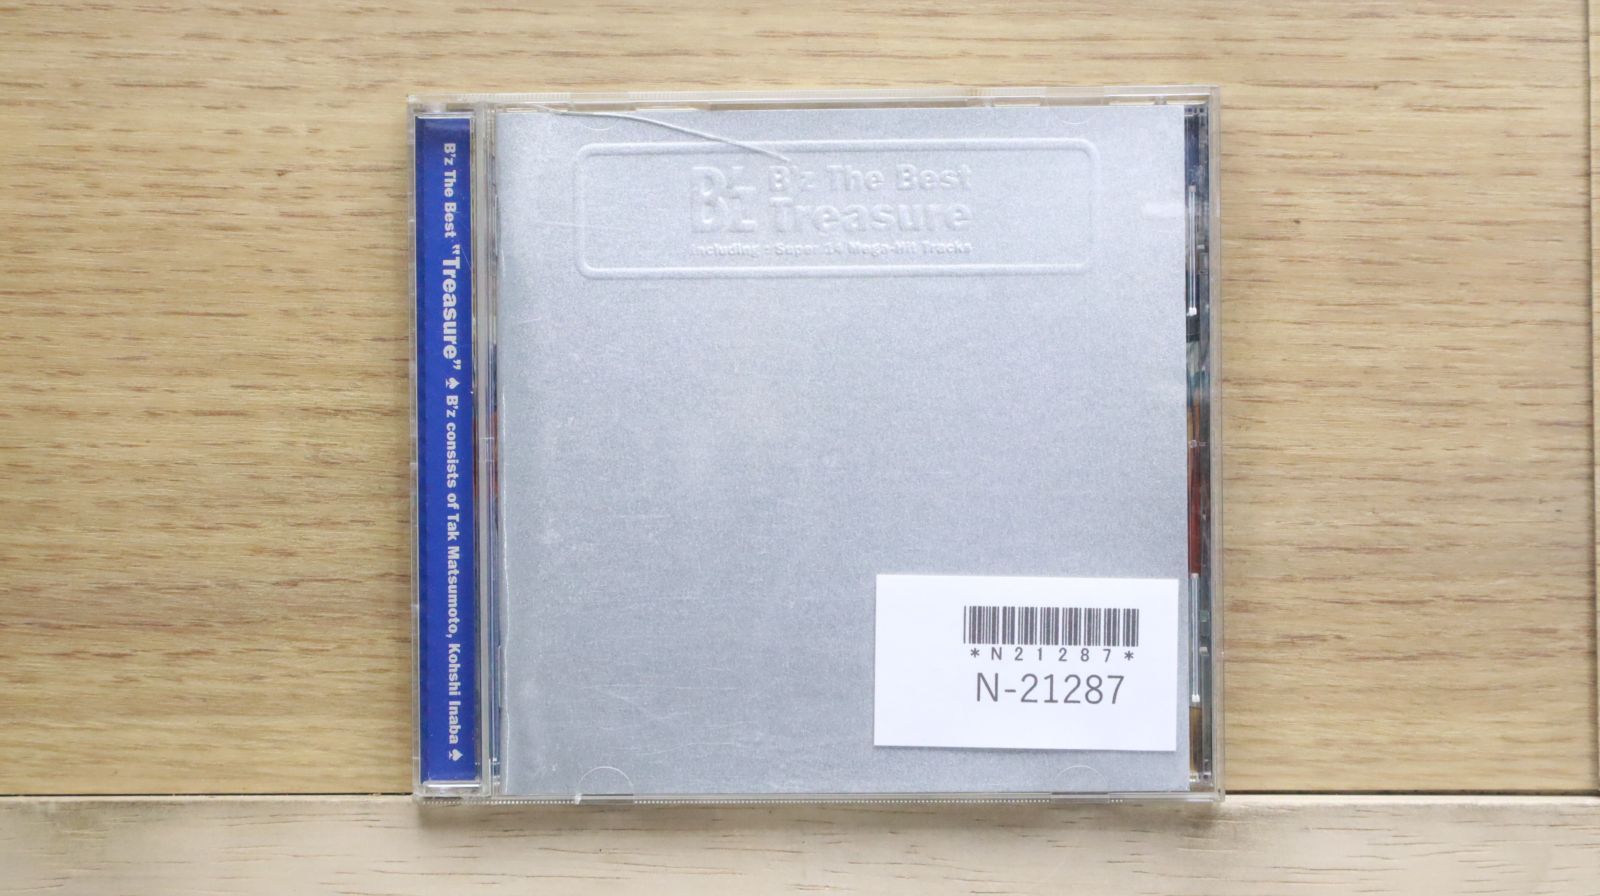 B'z The Best "Treasure" ♠ B'z consists of Tak Matsumoto, Kohshi Inaba ♠
B'z
B'z The Best
Treasure
Including : Super 14 Mega-Hit Tracks
*N21287*
N-21287